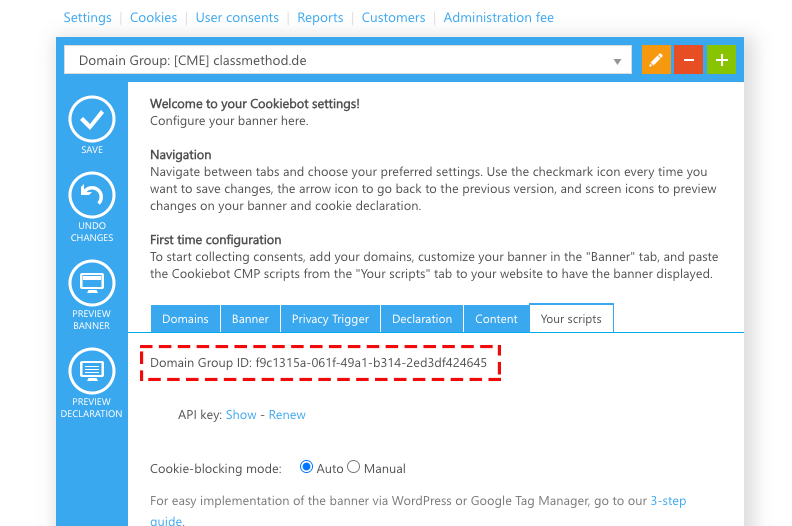 Settings | Cookies | User consents | Reports | Customers | Administration fee
Domain Group: [CME] classmethod.de
SAVE
UNDO
CHANGES
PREVIEW
BANNER
PREVIEW
DECLARATION
Welcome to your Cookiebot settings!
Configure your banner here.
Navigation
Navigate between tabs and choose your preferred settings. Use the checkmark icon every time you
want to save changes, the arrow icon to go back to the previous version, and screen icons to preview
changes on your banner and cookie declaration.
First time configuration
To start collecting consents, add your domains, customize your banner in the "Banner" tab, and paste
the Cookiebot CMP scripts from the "Your scripts" tab to your website to have the banner displayed.
Domains Banner Privacy Trigger Declaration Content Your scripts
Domain Group ID: f9c1315a-061f-49a1-b314-2ed3df424645
API key: Show - Renew
Cookie-blocking mode: Auto Manual
For easy implementation of the banner via WordPress or Google Tag Manager, go to our 3-step
guide.